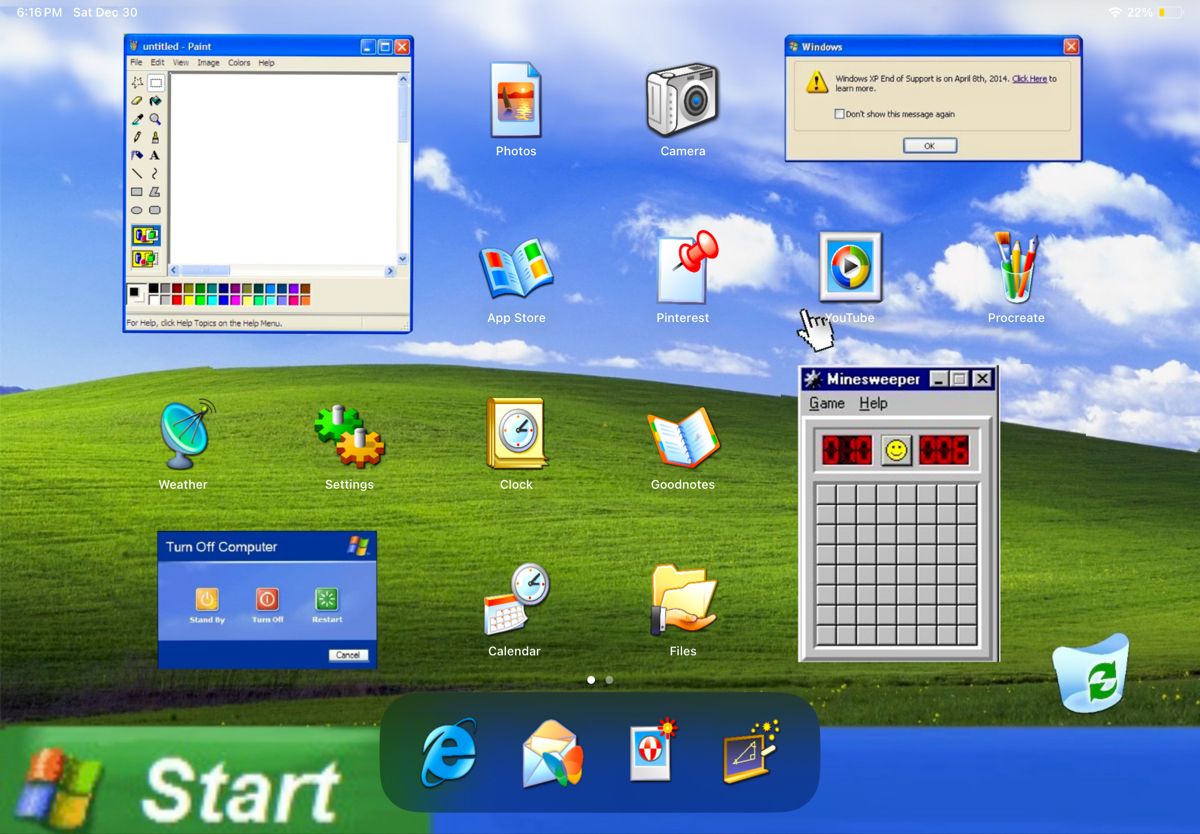 6:16 PM Sat Dec 30
22%
untitled - Paint
File Edit View Image Colors Help
A
For Help, click Help Topics on the Help Menu.
Photos
Camera
Windows
Windows XP End of Support is on April 8th, 2014. Click Here to
learn more.
Don't show this message again
OK
App Store
Pinterest
YouTube
Procreate
Weather
Settings
Clock
Goodnotes
Minesweeper
Game Help
010
006
Turn Off Computer
Stand By
Turn Off
Restart
Cancel
Calendar
Files
Start